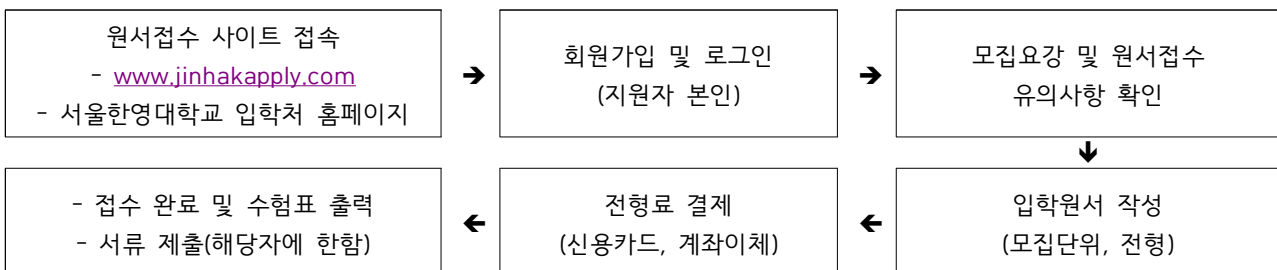 원서접수 사이트 접속
- www.jinhakapply.com
- 서울한영대학교 입학처 홈페이지
➔
회원가입 및 로그인
(지원자 본인)
➔
모집요강 및 원서접수
유의사항 확인
🡻
입학원서 작성
(모집단위, 전형)
🡸
전형료 결제
(신용카드, 계좌이체)
🡸
- 접수 완료 및 수험표 출력
- 서류 제출(해당자에 한함)